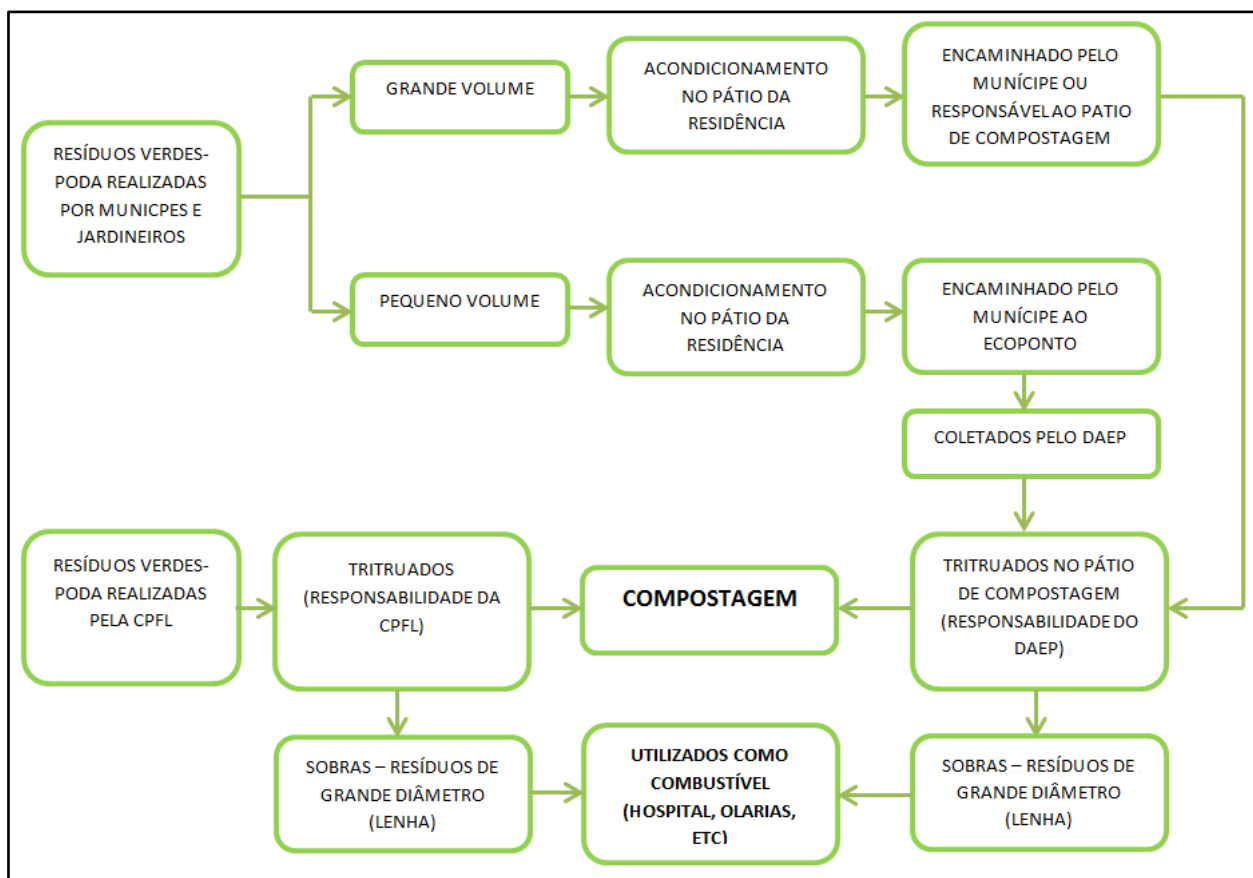 GRANDE VOLUME
ACONDICIONAMENTO
NO PÁTIO DA
RESIDÊNCIA
ENCAMINHADO PELO
MUNÍCIPE OU
RESPONSÁVEL AO PATIO
DE COMPOSTAGEM
RESÍDUOS VERDES-
PODA REALIZADAS
POR MUNICPES E
JARDINEIROS
PEQUENO VOLUME
ACONDICIONAMENTO
NO PÁTIO DA
RESIDÊNCIA
ENCAMINHADO PELO
MUNÍCIPE AO
ECOPONTO
COLETADOS PELO DAEP
RESÍDUOS VERDES-
PODA REALIZADAS
PELA CPFL
TRITRUADOS
(RESPONSABILIDADE DA
CPFL)
COMPOSTAGEM
TRITRUADOS NO PÁTIO
DE COMPOSTAGEM
(RESPONSABILIDADE DO
DAEP)
SOBRAS – RESÍDUOS DE
GRANDE DIÂMETRO
(LENHA)
UTILIZADOS COMO
COMBUSTÍVEL
(HOSPITAL, OLARIAS,
ETC)
SOBRAS – RESÍDUOS DE
GRANDE DIÂMETRO
(LENHA)